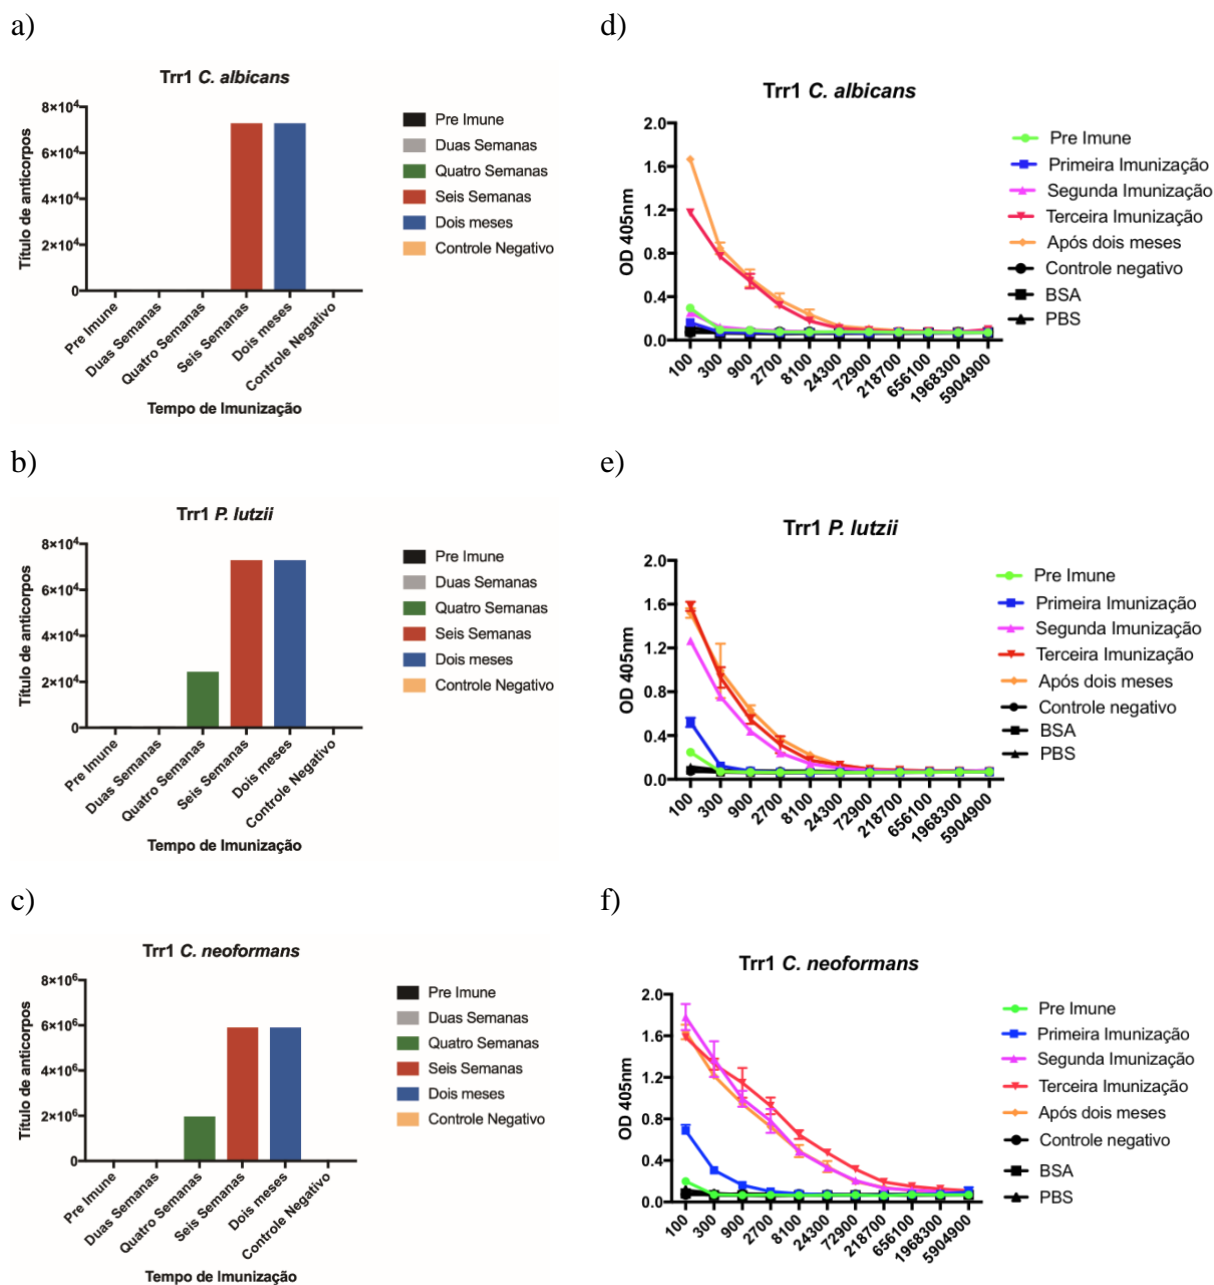 a)
Trr1 C. albicans
Título de anticorpos
8×10⁴
6×10⁴
4×10⁴
2×10⁴
0
Pre Imune
Duas Semanas
Quatro Semanas
Seis Semanas
Dois meses
Controle Negativo
Tempo de Imunização
Pre Imune
Duas Semanas
Quatro Semanas
Seis Semanas
Dois meses
Controle Negativo
d)
Trr1 C. albicans
OD 405nm
2.0
1.6
1.2
0.8
0.4
0.0
100
300
900
2700
8100
24300
72900
218700
656100
1968300
5904900
Pre Imune
Primeira Imunização
Segunda Imunização
Terceira Imunização
Após dois meses
Controle negativo
BSA
PBS
b)
Trr1 P. lutzii
Título de anticorpos
8×10⁴
6×10⁴
4×10⁴
2×10⁴
0
Pre Imune
Duas Semanas
Quatro Semanas
Seis Semanas
Dois meses
Controle Negativo
Tempo de Imunização
Pre Imune
Duas Semanas
Quatro Semanas
Seis Semanas
Dois meses
Controle Negativo
e)
Trr1 P. lutzii
OD 405nm
2.0
1.6
1.2
0.8
0.4
0.0
100
300
900
2700
8100
24300
72900
218700
656100
1968300
5904900
Pre Imune
Primeira Imunização
Segunda Imunização
Terceira Imunização
Após dois meses
Controle negativo
BSA
PBS
c)
Trr1 C. neoformans
Título de anticorpos
8×10⁶
6×10⁶
4×10⁶
2×10⁶
0
Pre Imune
Duas Semanas
Quatro Semanas
Seis Semanas
Dois meses
Controle Negativo
Tempo de Imunização
Pre Imune
Duas Semanas
Quatro Semanas
Seis Semanas
Dois meses
Controle Negativo
f)
Trr1 C. neoformans
OD 405nm
2.0
1.6
1.2
0.8
0.4
0.0
100
300
900
2700
8100
24300
72900
218700
656100
1968300
5904900
Pre Imune
Primeira Imunização
Segunda Imunização
Terceira Imunização
Após dois meses
Controle negativo
BSA
PBS